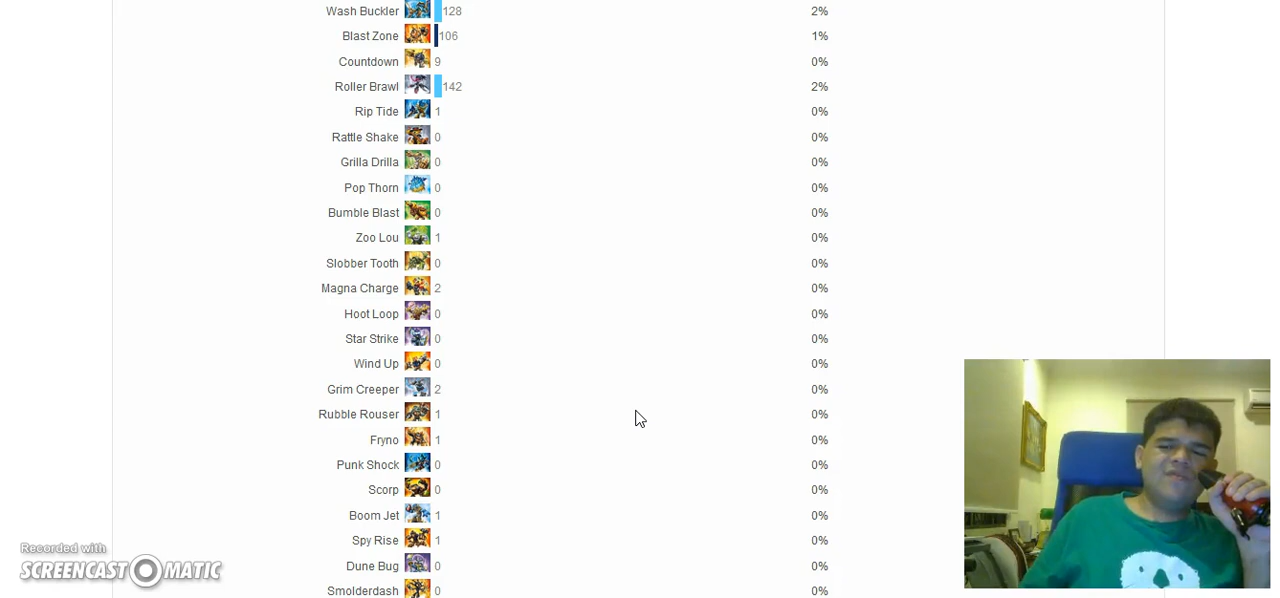 Wash Buckler 128 2%
Blast Zone 106 1%
Countdown 9 0%
Roller Brawl 142 2%
Rip Tide 1 0%
Rattle Shake 0 0%
Grilla Drilla 0 0%
Pop Thorn 0 0%
Bumble Blast 0 0%
Zoo Lou 1 0%
Slobber Tooth 0 0%
Magna Charge 2 0%
Hoot Loop 0 0%
Star Strike 0 0%
Wind Up 0 0%
Grim Creeper 2 0%
Rubble Rouser 1 0%
Fryno 1 0%
Punk Shock 0 0%
Scorp 0 0%
Boom Jet 1 0%
Spy Rise 1 0%
Dune Bug 0 0%
Smolderdash 0 0%
Recorded with
SCREENCAST-O-MATIC